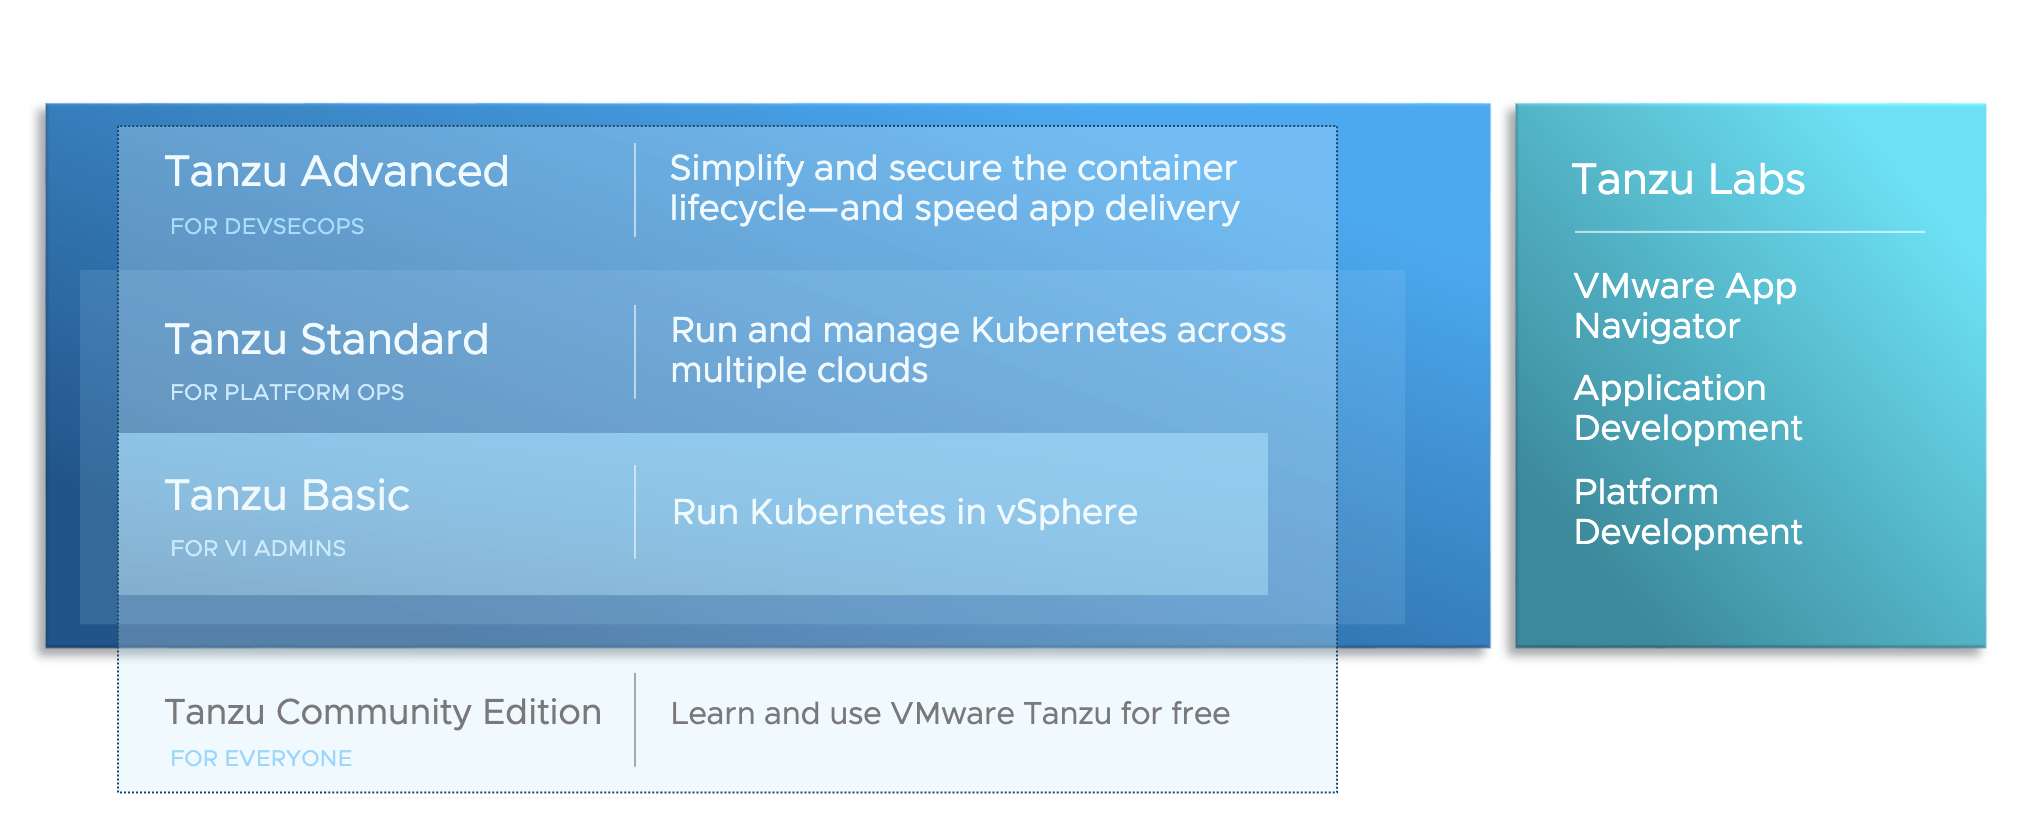 Tanzu Advanced
FOR DEVSECOPS
Simplify and secure the container
lifecycle—and speed app delivery
Tanzu Standard
FOR PLATFORM OPS
Run and manage Kubernetes across
multiple clouds
Tanzu Basic
FOR VI ADMINS
Run Kubernetes in vSphere
Tanzu Community Edition
FOR EVERYONE
Learn and use VMware Tanzu for free
Tanzu Labs
VMware App
Navigator
Application
Development
Platform
Development